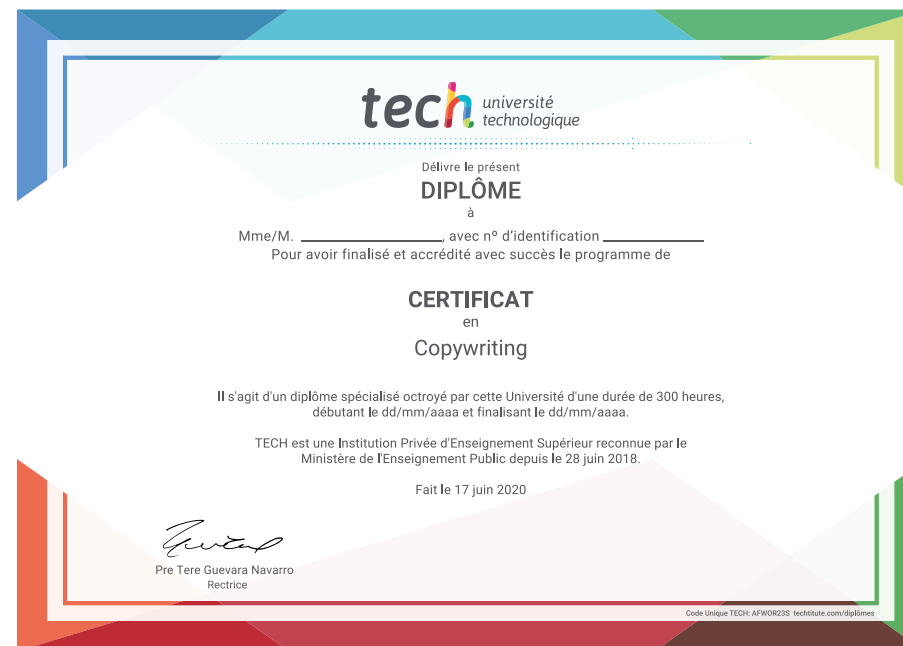 tech université
technologique
Délivre le présent
DIPLÔME
à
Mme/M. ____________________, avec nº d'identification ______________
Pour avoir finalisé et accrédité avec succès le programme de
CERTIFICAT
en
Copywriting
Il s'agit d'un diplôme spécialisé octroyé par cette Université d'une durée de 300 heures,
débutant le dd/mm/aaaa et finalisant le dd/mm/aaaa.
TECH est une Institution Privée d'Enseignement Supérieur reconnue par le
Ministère de l'Enseignement Public depuis le 28 juin 2018.
Fait le 17 juin 2020
Pre Tere Guevara Navarro
Rectrice
Code Unique TECH: AFWOR23S techtitute.com/diplômes